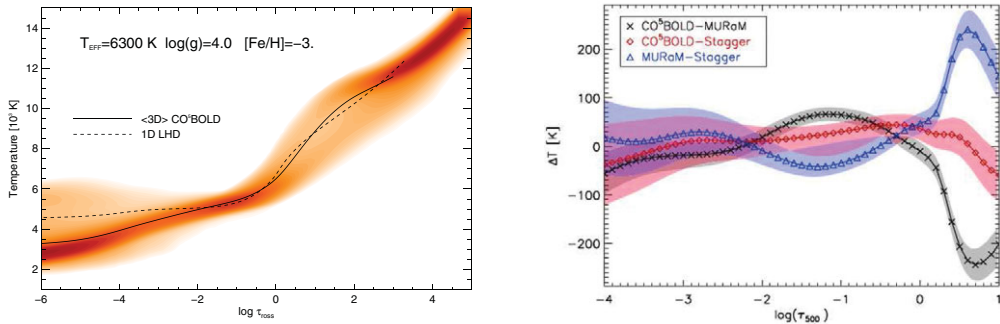 T_EFF=6300 K log(g)=4.0 [Fe/H]=−3.
<3D> CO⁵BOLD
1D LHD
Temperature [10³ K]
14
12
10
8
6
4
2
-6
-4
-2
0
2
4
log τ_ross
CO⁵BOLD−MURaM
CO⁵BOLD−Stagger
MURaM−Stagger
ΔT [K]
200
100
0
−100
−200
−4
−3
−2
−1
0
1
log(τ₅₀₀)